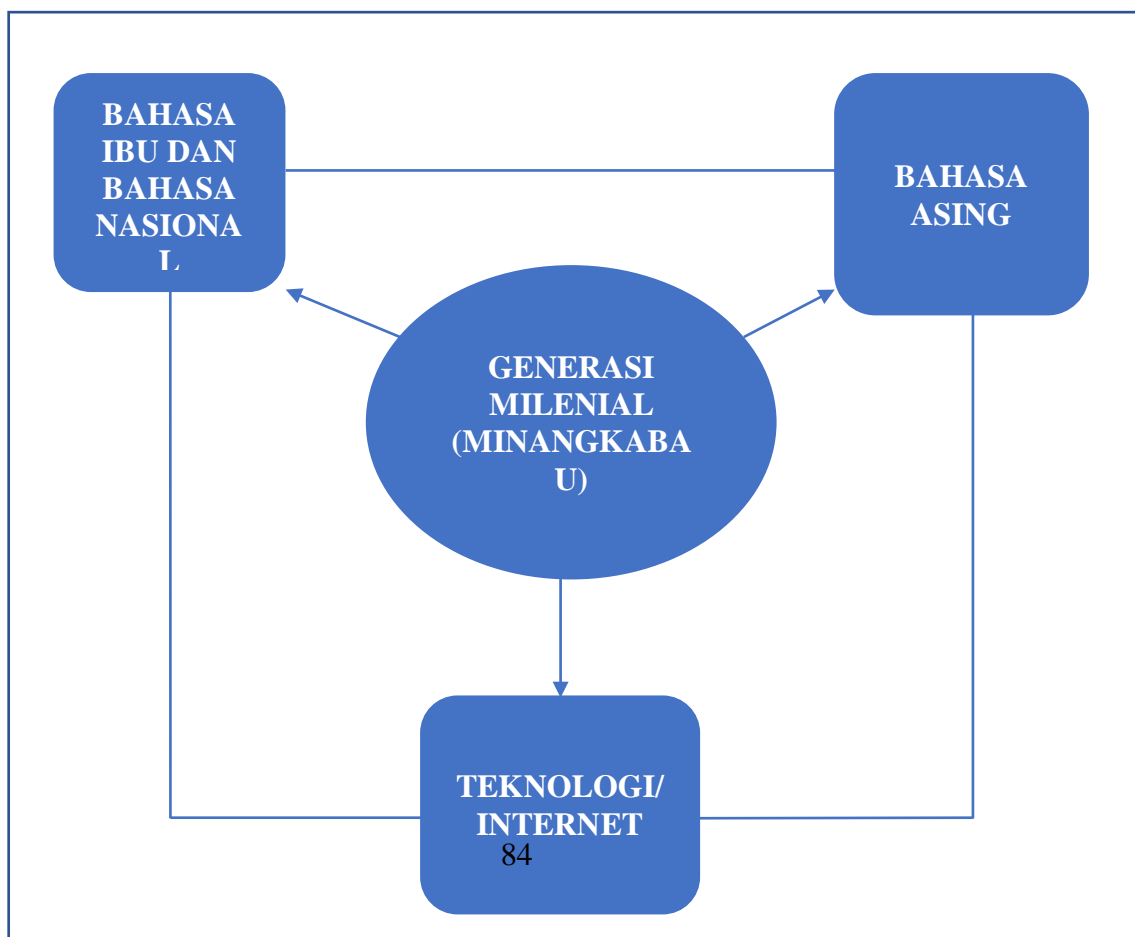 BAHASA
IBU DAN
BAHASA
NASIONA
L
BAHASA
ASING
GENERASI
MILENIAL
(MINANGKABA
U)
TEKNOLOGI/
INTERNET
84